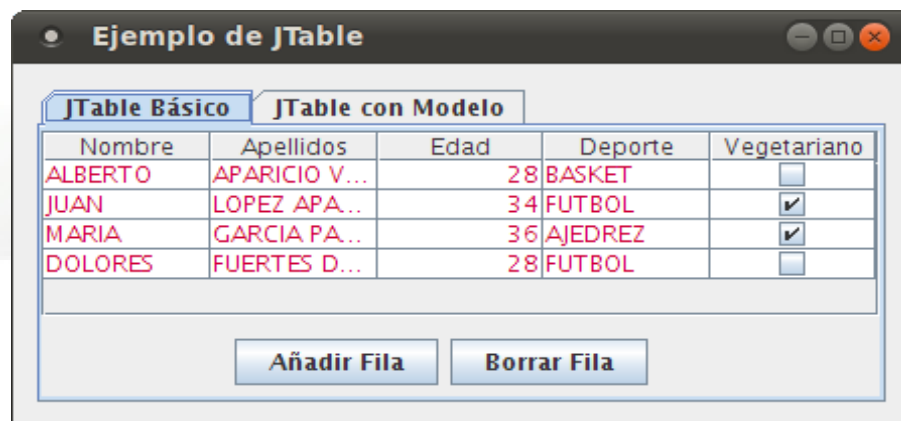 Ejemplo de JTable
JTable Básico JTable con Modelo
Nombre Apellidos Edad Deporte Vegetariano
ALBERTO APARICIO V... 28 BASKET
JUAN LOPEZ APA... 34 FUTBOL
MARIA GARCIA PA... 36 AJEDREZ
DOLORES FUERTES D... 28 FUTBOL
Añadir Fila Borrar Fila